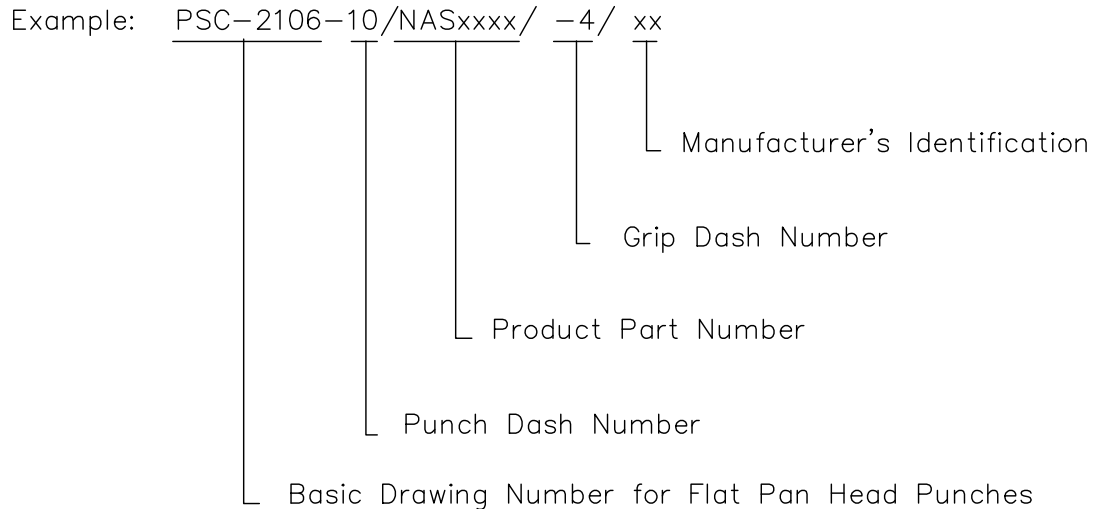 Example: PSC-2106-10/NASxxxx/ -4/ xx
Manufacturer's Identification
Grip Dash Number
Product Part Number
Punch Dash Number
Basic Drawing Number for Flat Pan Head Punches